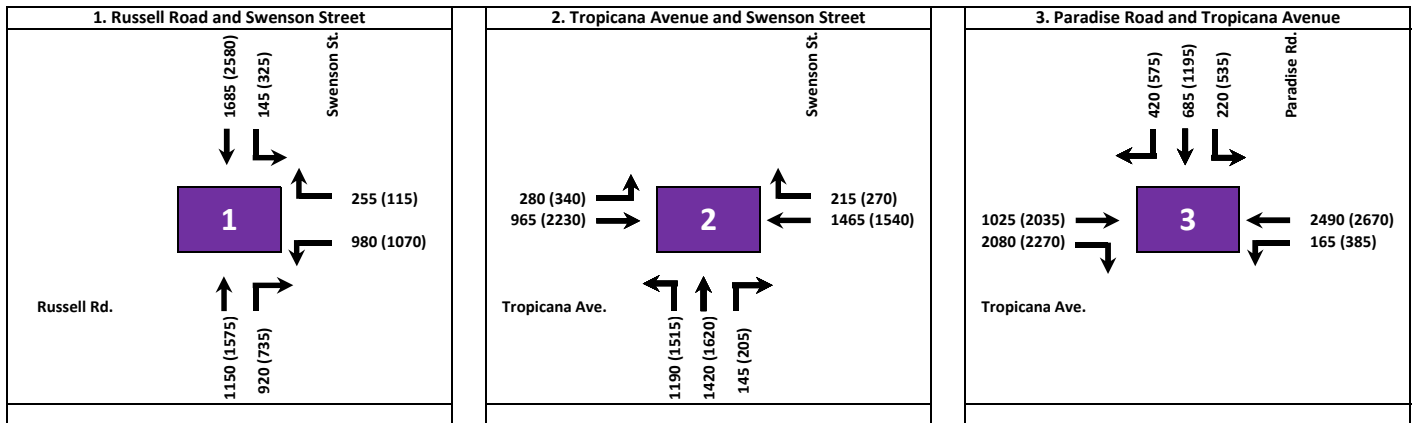 1. Russell Road and Swenson Street
1685 (2580)
145 (325)
Swenson St.
255 (115)
1
980 (1070)
Russell Rd.
1150 (1575)
920 (735)
2. Tropicana Avenue and Swenson Street
Swenson St.
280 (340)
215 (270)
965 (2230)
2
1465 (1540)
Tropicana Ave.
1190 (1515)
1420 (1620)
145 (205)
3. Paradise Road and Tropicana Avenue
420 (575)
685 (1195)
220 (535)
Paradise Rd.
1025 (2035)
3
2490 (2670)
2080 (2270)
165 (385)
Tropicana Ave.